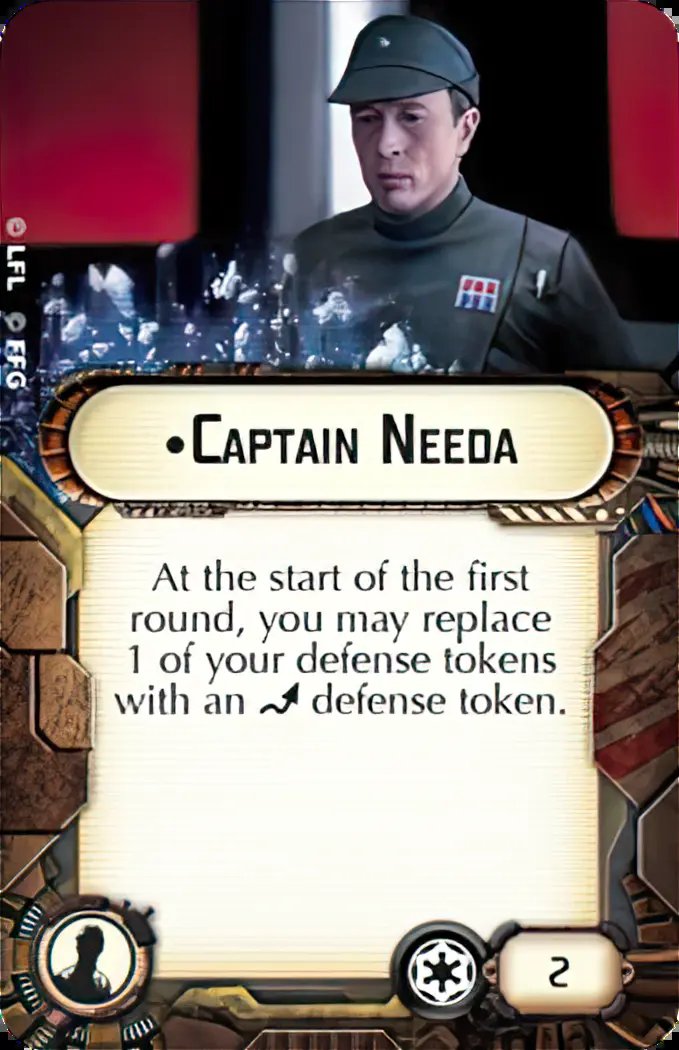 © LFL © FFG
•Captain Needa
At the start of the first
round, you may replace
1 of your defense tokens
with an defense token.
2